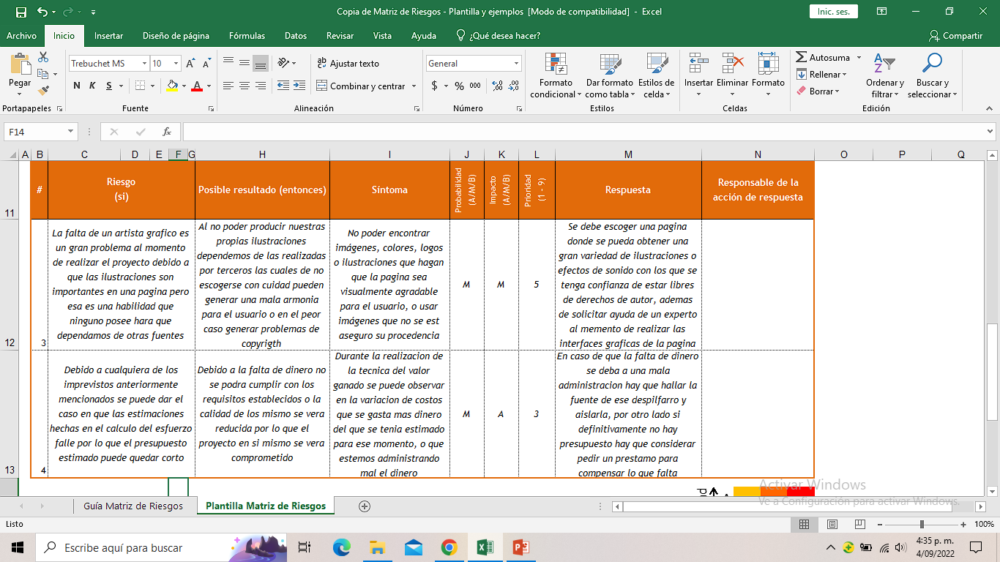 Copia de Matriz de Riesgos - Plantilla y ejemplos [Modo de compatibilidad] - Excel
Inic. ses.
Archivo Inicio Insertar Diseño de página Fórmulas Datos Revisar Vista Ayuda ¿Qué desea hacer? Compartir
Pegar
Portapapeles
Trebuchet MS 10
N K S
Fuente
Ajustar texto
Combinar y centrar
Alineación
General
$ % 000
Número
Formato
condicional
Dar formato
como tabla
Estilos de
celda
Estilos
Insertar Eliminar Formato
Celdas
Autosuma
Rellenar
Borrar
Ordenar y
filtrar
Buscar y
seleccionar
Edición
F14
fx
A B C D E F G H I J K L M N O P Q
11
#
Riesgo
(si)
Posible resultado (entonces)
Síntoma
Probabilidad
(A/M/B)
Impacto
(A/M/B)
Prioridad
(1 - 9)
Respuesta
Responsable de la
acción de respuesta
12
3
La falta de un artista grafico es
un gran problema al momento
de realizar el proyecto debido a
que las ilustraciones son
importantes en una pagina pero
esa es una habilidad que
ninguno posee hara que
dependamos de otras fuentes
Al no poder producir nuestras
propias ilustraciones
dependemos de las realizadas
por terceros las cuales de no
escogerse con cuidad pueden
generar una mala armonia
para el usuario o en el peor
caso generar problemas de
copyrigth
No poder encontrar
imágenes, colores, logos
o ilustraciones que hagan
que la pagina sea
visualmente agradable
para el usuario, o usar
imágenes que no se est
aseguro su procedencia
M
M
5
Se debe escoger una pagina
donde se pueda obtener una
gran variedad de ilustraciones o
efectos de sonido con los que se
tenga confianza de estar libres
de derechos de autor, ademas
de solicitar ayuda de un experto
al memento de realizar las
interfaces graficas de la pagina
13
4
Debido a cualquiera de los
imprevistos anteriormente
mencionados se puede dar el
caso en que las estimaciones
hechas en el calculo del esfuerzo
falle por lo que el presupuesto
estimado puede quedar corto
Debido a la falta de dinero no
se podra cumplir con los
requisitos establecidos o la
calidad de los mismo se vera
reducida por lo que el
proyecto en si mismo se vera
comprometido
Durante la realizacion de
la tecnica del valor
ganado se puede observar
en la variacion de costos
que se gasta mas dinero
del que se tenia estimado
para ese momento, o que
estemos administrando
mal el dinero
M
A
3
En caso de que la falta de dinero
se deba a una mala
administracion hay que hallar la
fuente de ese despilfarro y
aislarla, por otro lado si
definitivamente no hay
presupuesto hay que considerar
pedir un prestamo para
compensar lo que falta
Activar Windows
Ve a Configuración para activar Windows.
Guía Matriz de Riesgos Plantilla Matriz de Riesgos
Listo
100%
Escribe aquí para buscar
4:35 p. m.
4/09/2022